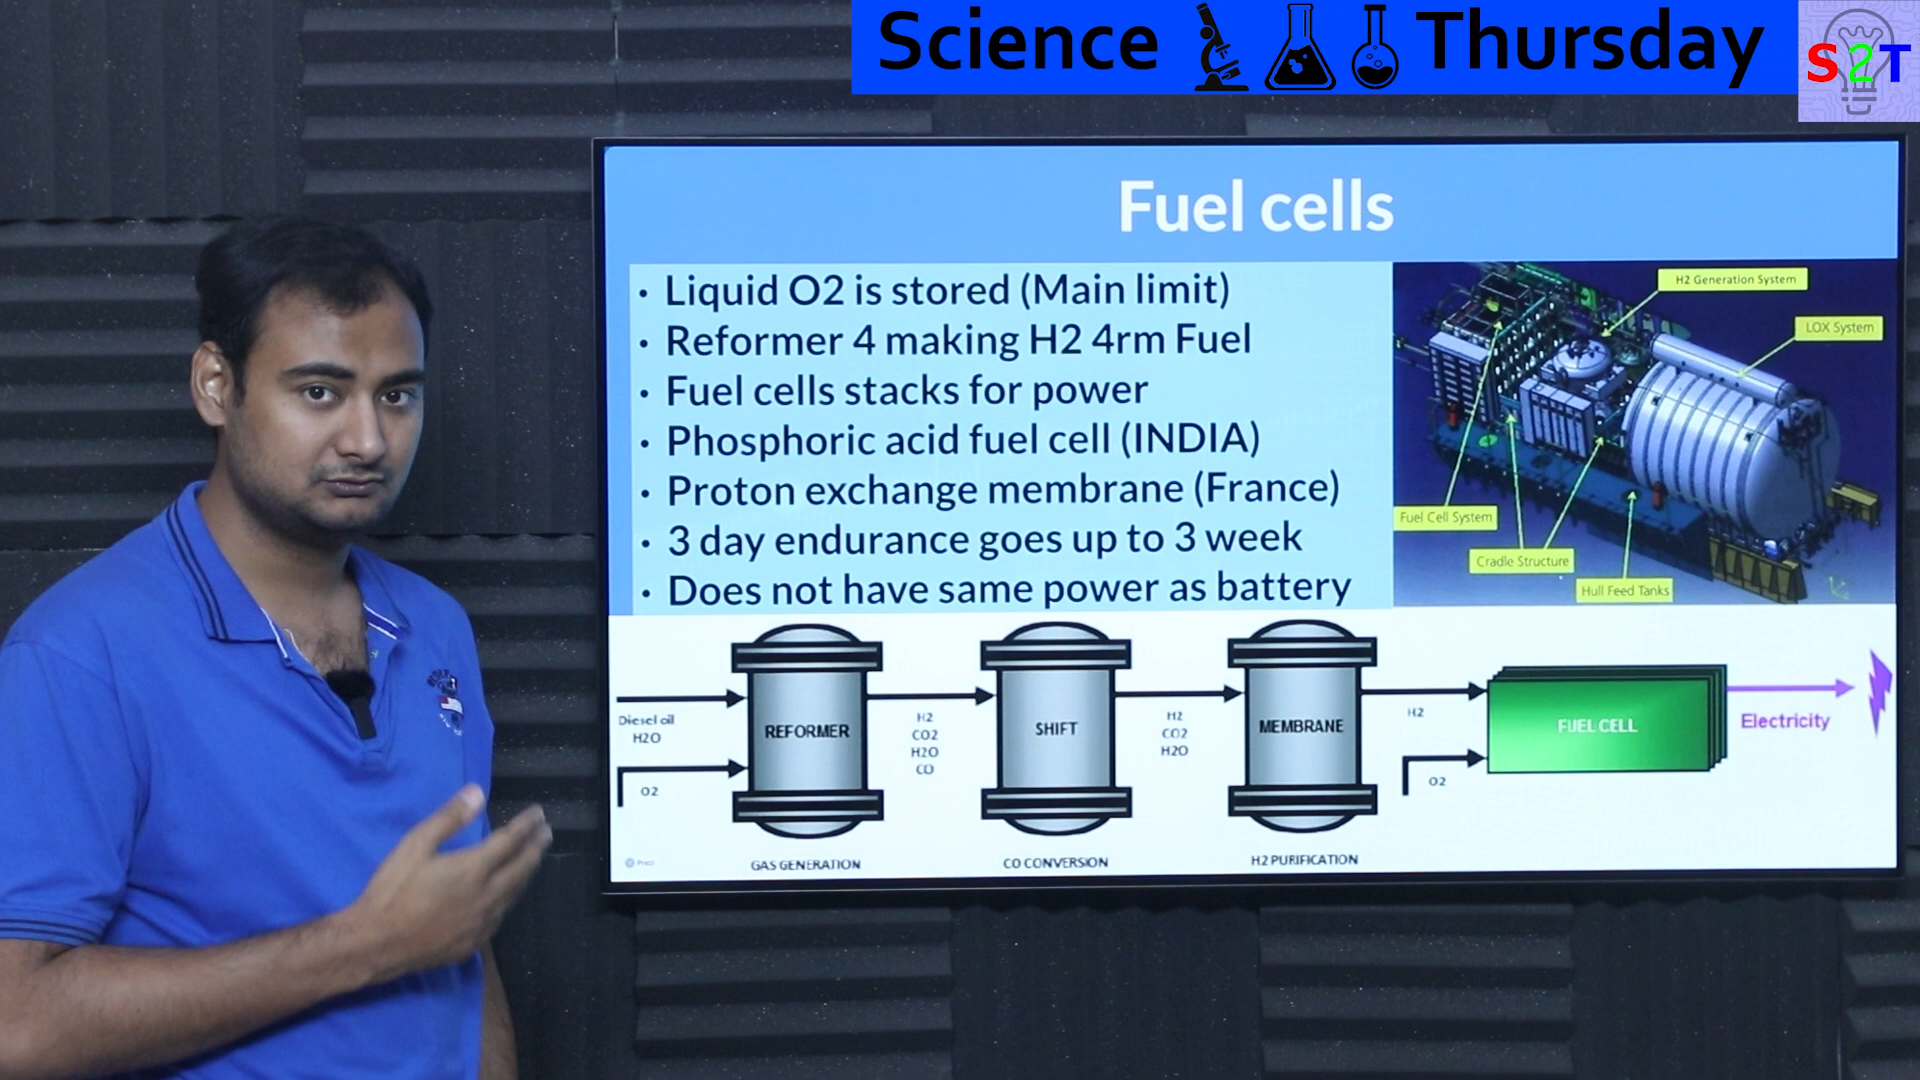 Science Thursday
S2T
Fuel cells
• Liquid O2 is stored (Main limit)
• Reformer 4 making H2 4rm Fuel
• Fuel cells stacks for power
• Phosphoric acid fuel cell (INDIA)
• Proton exchange membrane (France)
• 3 day endurance goes up to 3 week
• Does not have same power as battery
H2 Generation System
LOX System
Fuel Cell System
Cradle Structure
Hull Feed Tanks
Diesel oil
H2O
O2
REFORMER
GAS GENERATION
H2
CO2
H2O
CO
SHIFT
CO CONVERSION
H2
CO2
H2O
MEMBRANE
H2 PURIFICATION
H2
O2
FUEL CELL
Electricity
Prezi